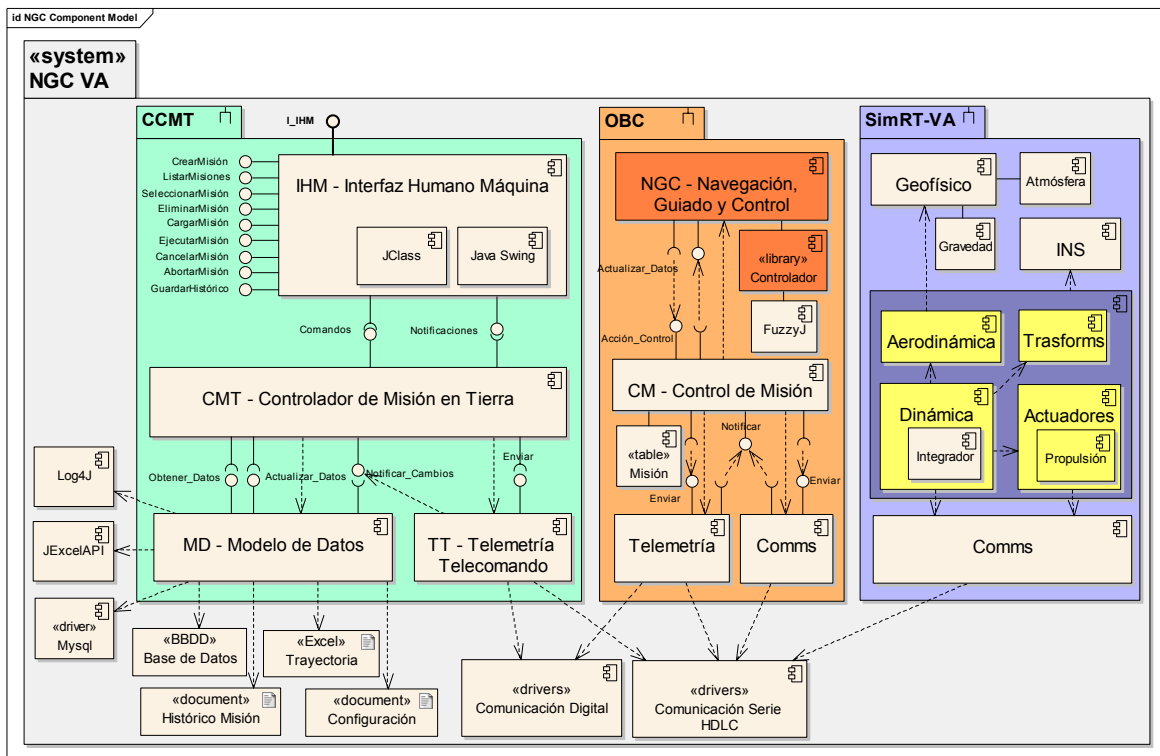 id NGC Component Model
«system»
NGC VA
CCMT
I_IHM
CrearMisión
ListarMisiones
SeleccionarMisión
EliminarMisión
CargarMisión
EjecutarMisión
CancelarMisión
AbortarMisión
GuardarHistórico
IHM - Interfaz Humano
Máquina
JClass
Java Swing
Comandos
Notificaciones
CMT - Controlador de Misión en Tierra
Obtener_Datos
Actualizar_Datos
Notificar_Cambios
Enviar
MD - Modelo de Datos
TT - Telemetría
Telecomando
Log4J
JExcelAPI
«driver»
Mysql
«BBDD»
Base de Datos
«Excel»
Trayectoria
«document»
Histórico Misión
«document»
Configuración
OBC
NGC - Navegación,
Guiado y Control
Actualizar_Datos
«library»
Controlador
FuzzyJ
Acción_Control
CM - Control de Misión
«table»
Misión
Notificar
Enviar
Enviar
Telemetría
Comms
«drivers»
Comunicación Digital
«drivers»
Comunicación Serie
HDLC
SimRT-VA
Geofísico
Atmósfera
Gravedad
INS
Aerodinámica
Trasforms
Dinámica
Integrador
Actuadores
Propulsión
Comms